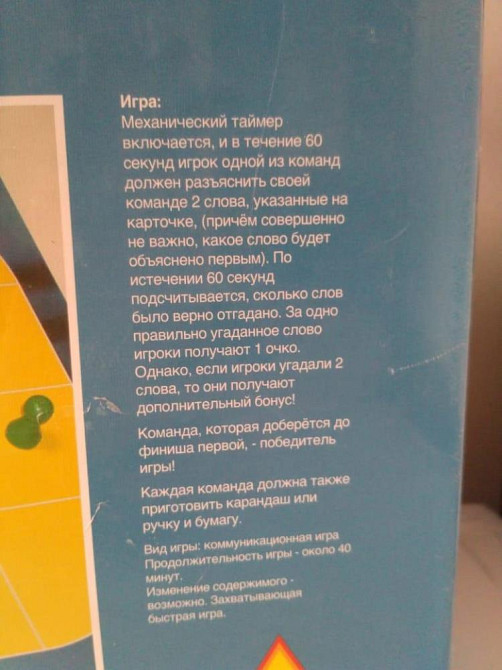 Игра:
Механический таймер
включается, и в течение 60
секунд игрок одной из команд
должен разъяснить своей
команде 2 слова, указанные на
карточке, (причём совершенно
не важно, какое слово будет
объяснено первым). По
истечении 60 секунд
подсчитывается, сколько слов
было верно отгадано. За одно
правильно угаданное слово
игроки получают 1 очко.
Однако, если игроки угадали 2
слова, то они получают
дополнительный бонус!
Команда, которая доберётся до
финиша первой, - победитель
игры!
Каждая команда должна также
приготовить карандаш или
ручку и бумагу.
Вид игры: коммуникационная игра
Продолжительность игры - около 40
минут.
Изменение содержимого -
возможно. Захватывающая
быстрая игра.